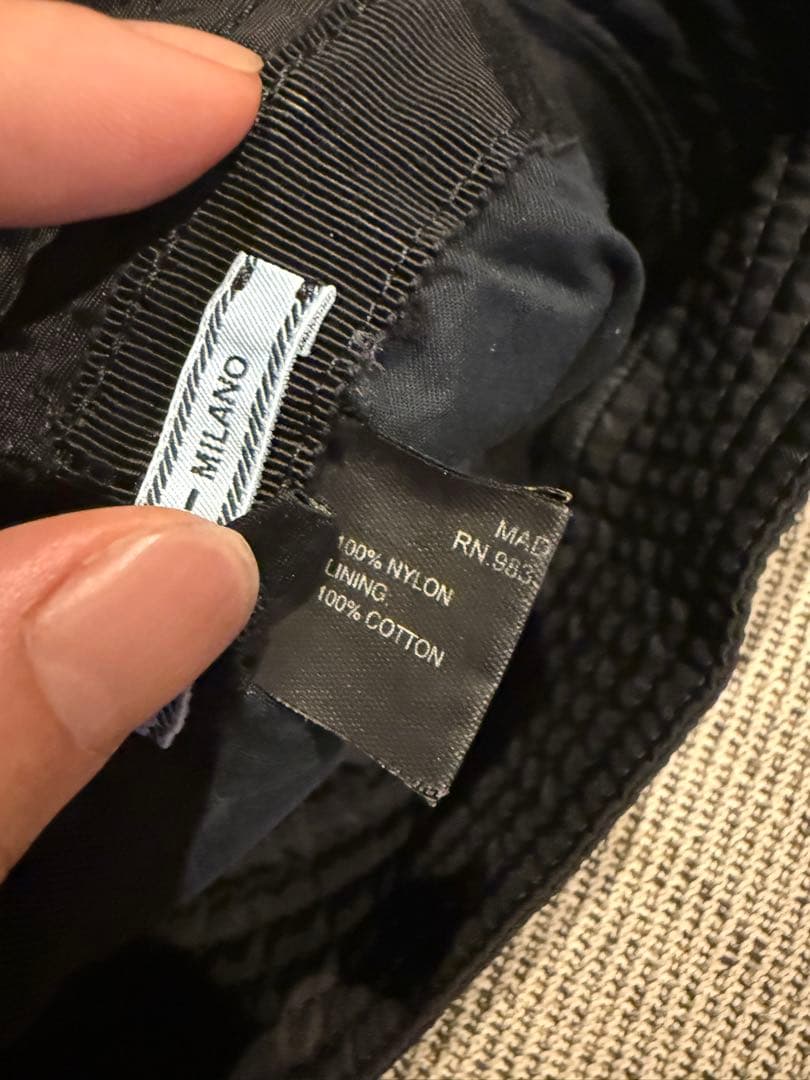 MILANO
MAD
RN.983
100% NYLON
LINING
100% COTTON